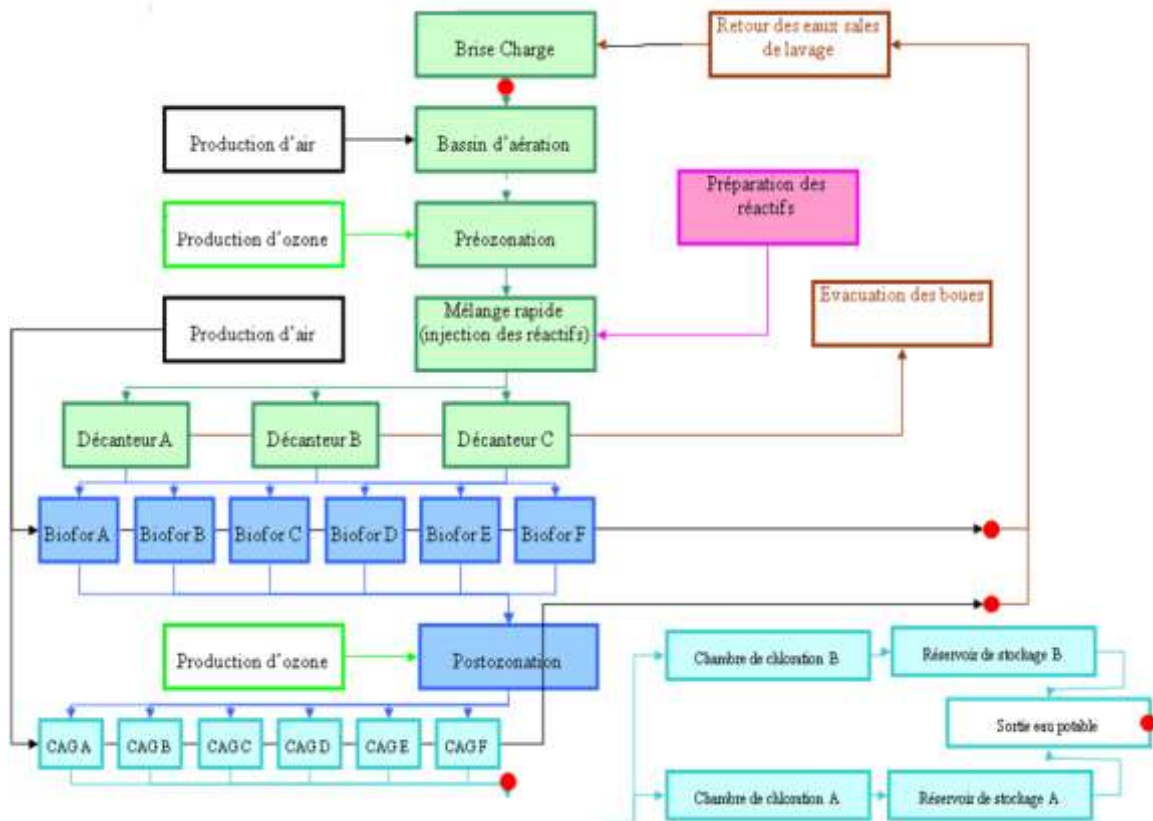 Brise Charge
Retour des eaux sales
de lavage
Production d'air
Bassin d'aération
Préparation des
réactifs
Production d'ozone
Préozonation
Evacuation des boues
Production d'air
Mélange rapide
(injection des réactifs)
Décanteur A
Décanteur B
Décanteur C
Biofor A
Biofor B
Biofor C
Biofor D
Biofor E
Biofor F
Production d'ozone
Postozonation
Chambre de chloration B
Réservoir de stockage B
Sortie eau potable
CAG A
CAG B
CAG C
CAG D
CAG E
CAG F
Chambre de chloration A
Réservoir de stockage A